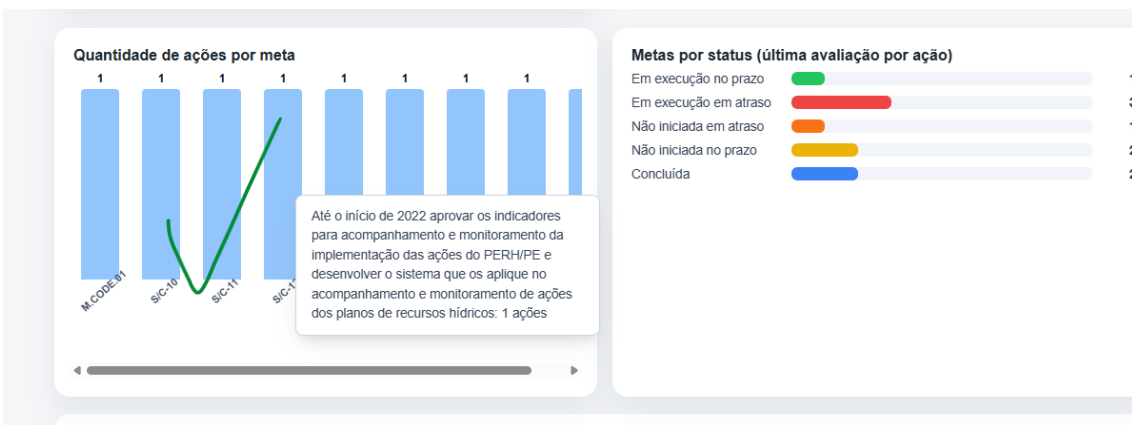 Quantidade de ações por meta
1 1 1 1 1 1 1 1
M.CODE.01 S/C-10 S/C-11
Até o início de 2022 aprovar os indicadores
para acompanhamento e monitoramento da
implementação das ações do PERH/PE e
desenvolver o sistema que os aplique no
acompanhamento e monitoramento de ações
dos planos de recursos hídricos: 1 ações
Metas por status (última avaliação por ação)
Em execução no prazo
Em execução em atraso
Não iniciada em atraso
Não iniciada no prazo
Concluída